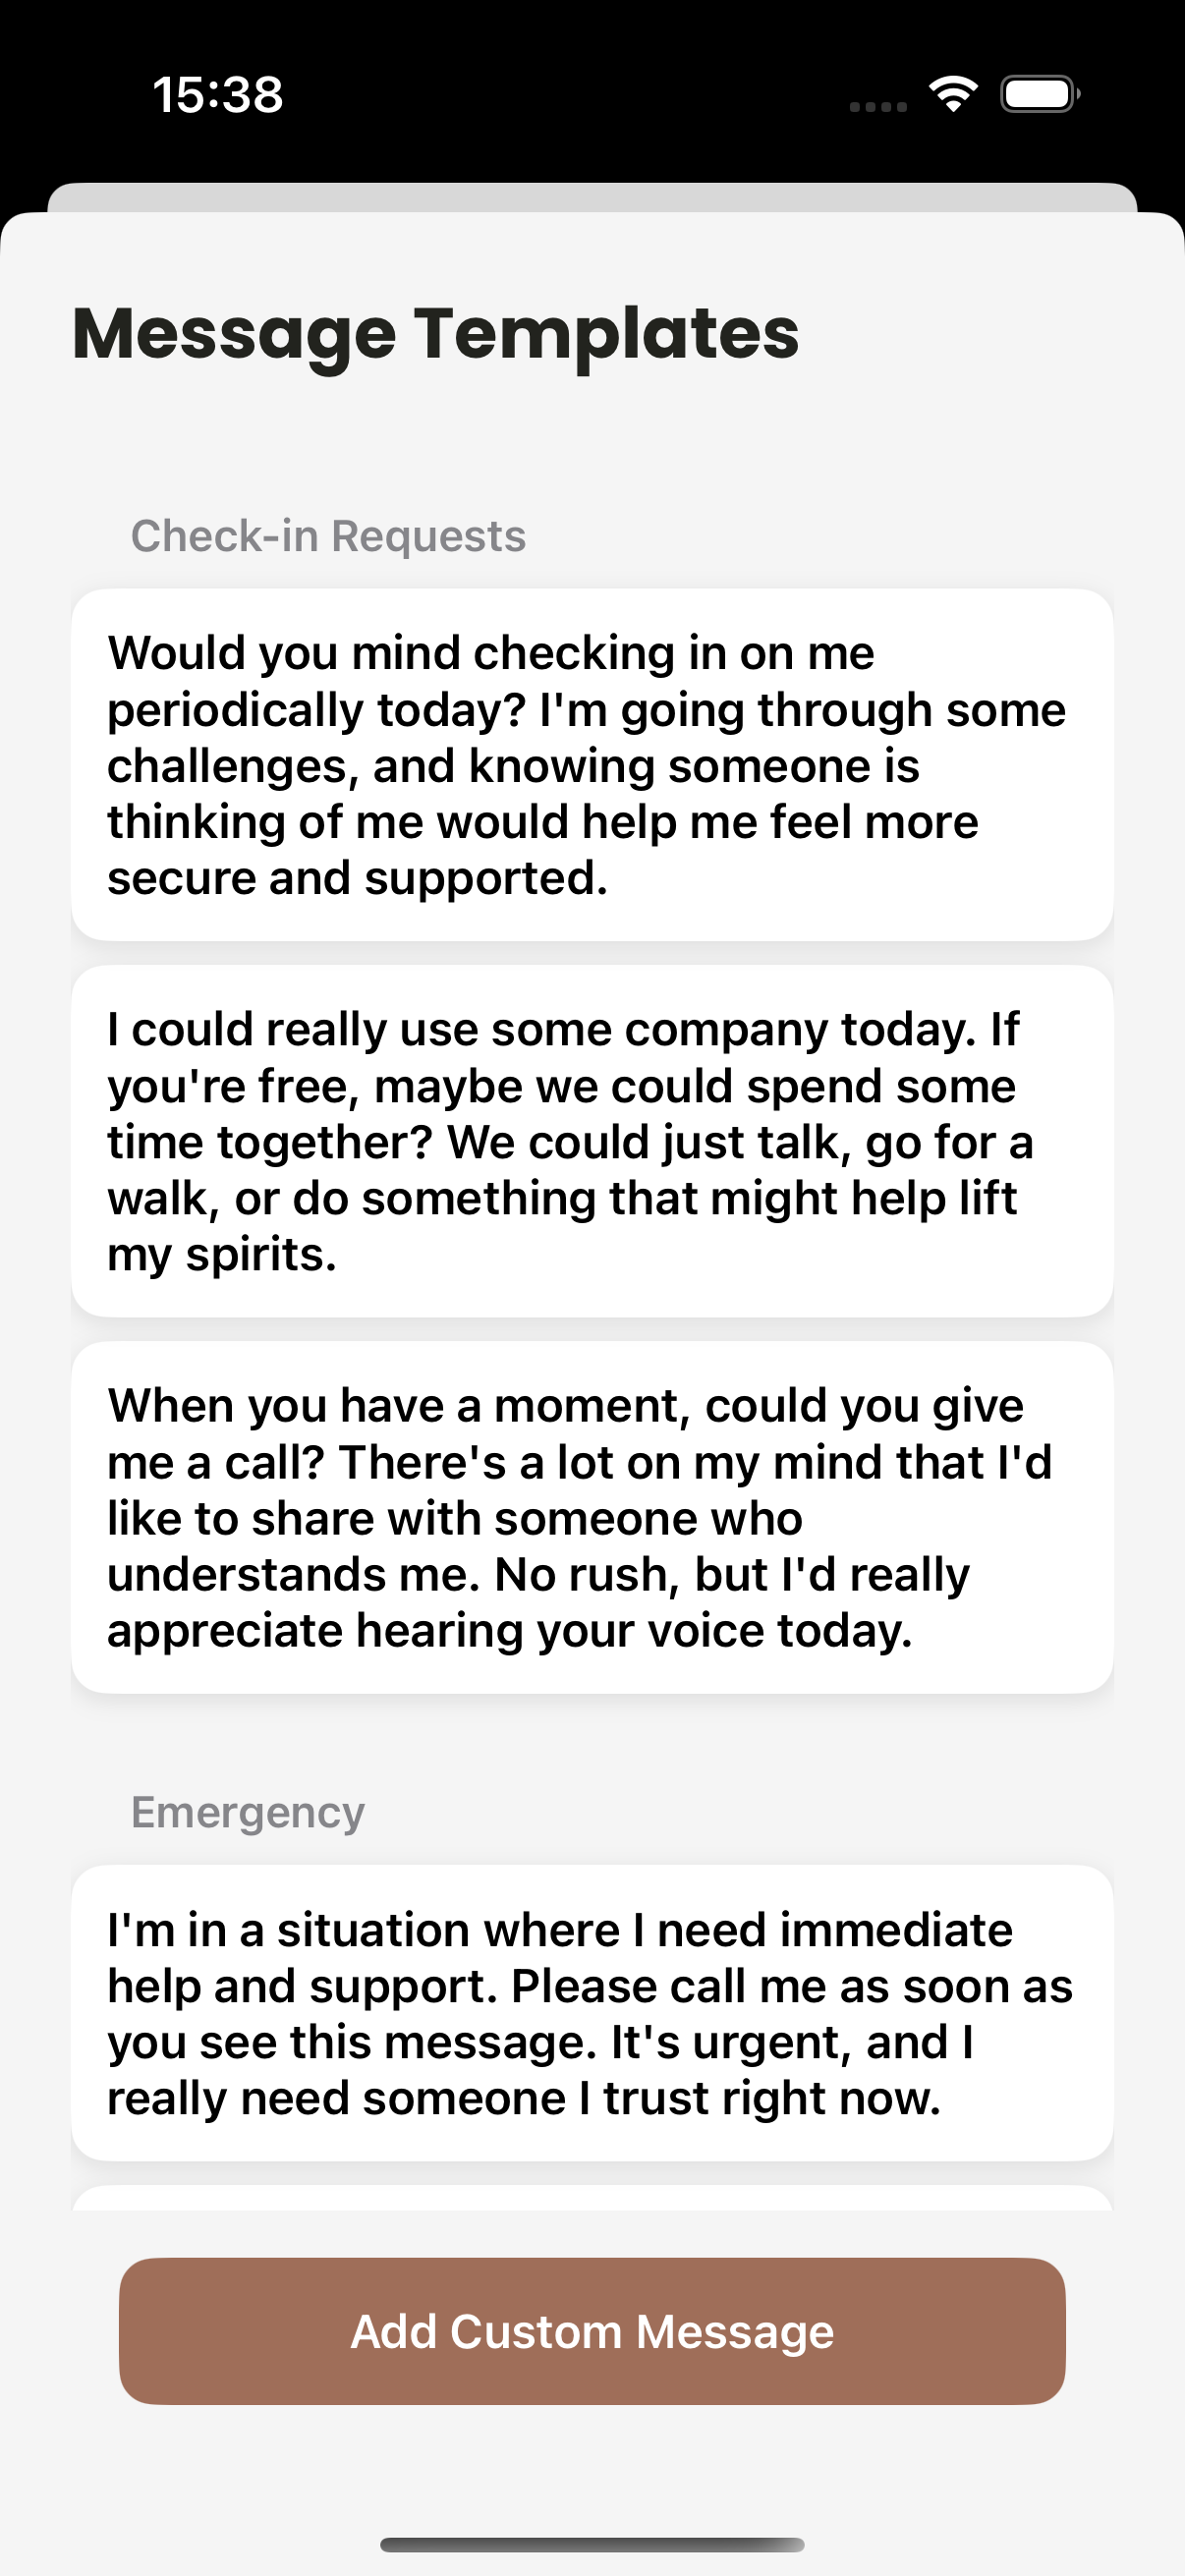 15:38
Message Templates
Check-in Requests
Would you mind checking in on me
periodically today? I'm going through some
challenges, and knowing someone is
thinking of me would help me feel more
secure and supported.
I could really use some company today. If
you're free, maybe we could spend some
time together? We could just talk, go for a
walk, or do something that might help lift
my spirits.
When you have a moment, could you give
me a call? There's a lot on my mind that I'd
like to share with someone who
understands me. No rush, but I'd really
appreciate hearing your voice today.
Emergency
I'm in a situation where I need immediate
help and support. Please call me as soon as
you see this message. It's urgent, and I
really need someone I trust right now.
Add Custom Message